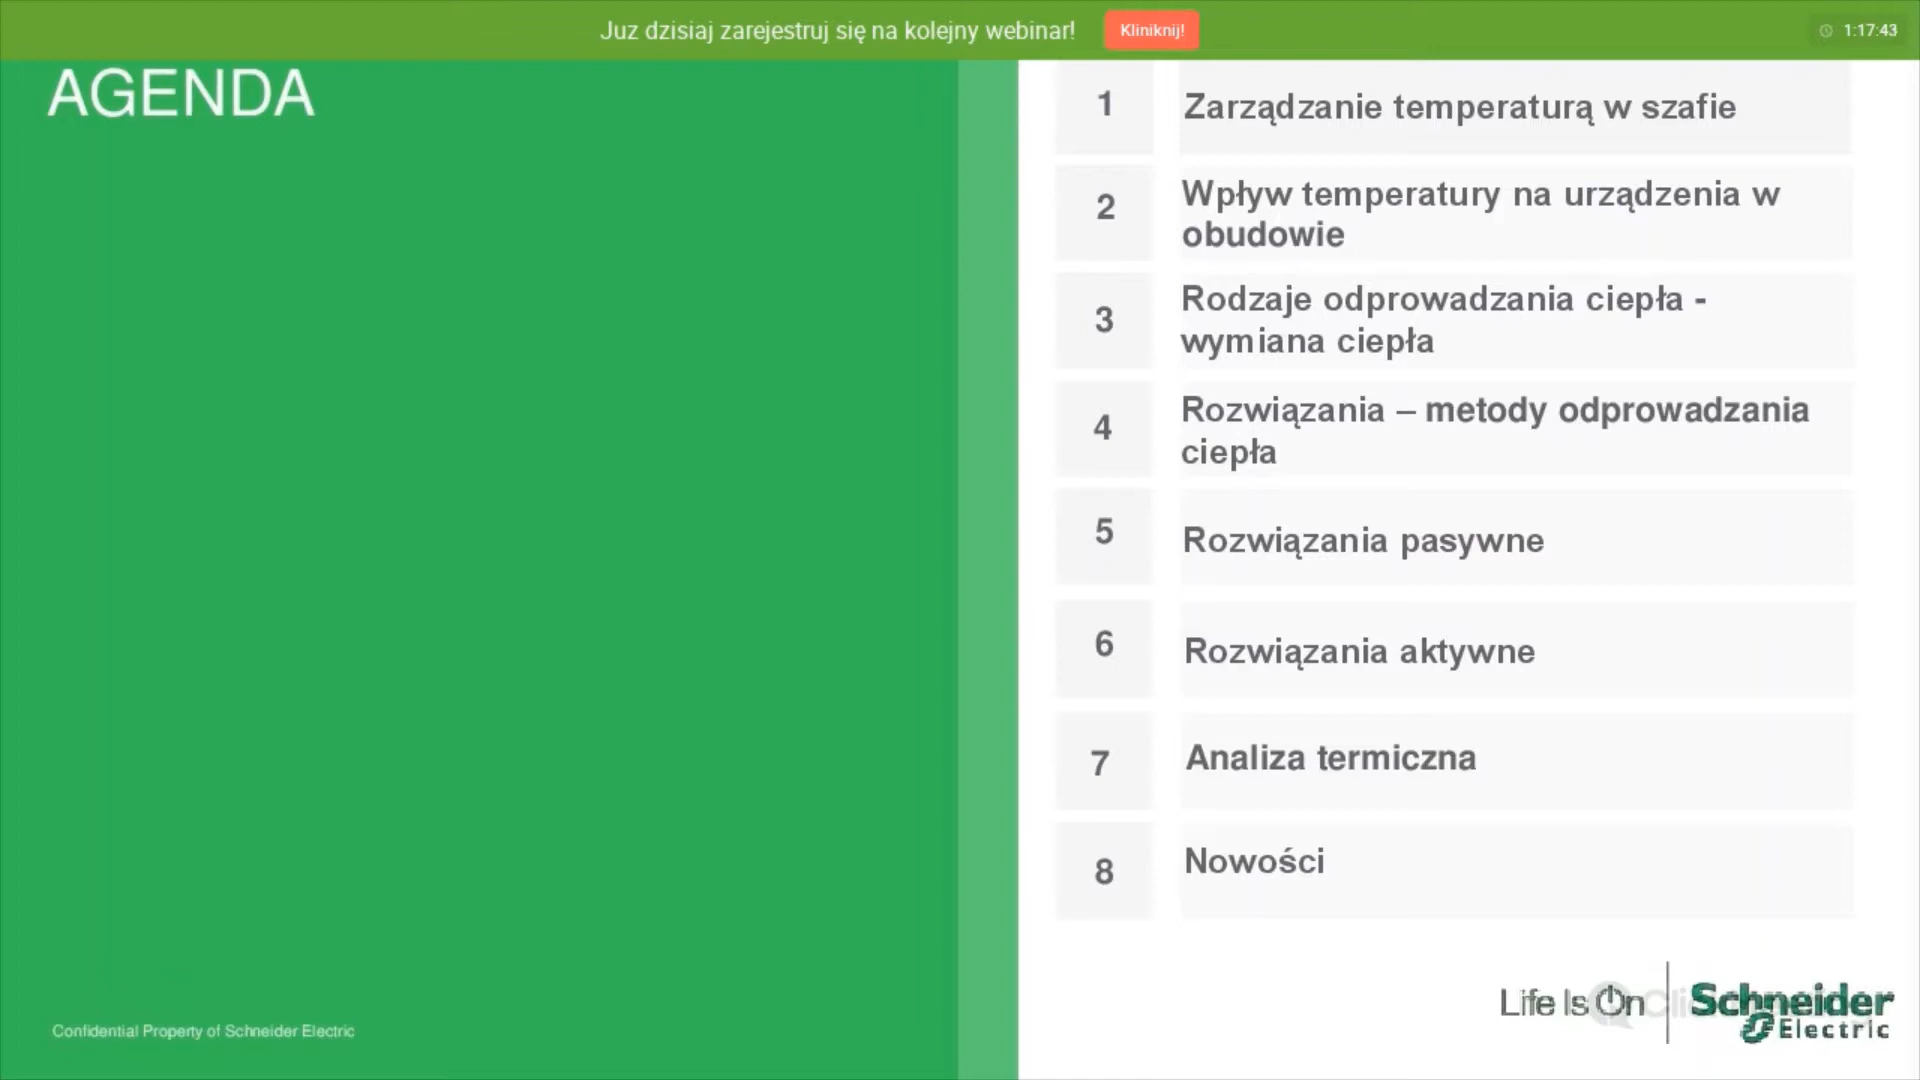 Juz dzisiaj zarejestruj się na kolejny webinar!
Kliniknij!
1:17:43
AGENDA
1
Zarządzanie temperaturą w szafie
2
Wpływ temperatury na urządzenia w
obudowie
3
Rodzaje odprowadzania ciepła -
wymiana ciepła
4
Rozwiązania – metody odprowadzania
ciepła
5
Rozwiązania pasywne
6
Rozwiązania aktywne
7
Analiza termiczna
8
Nowości
Confidential Property of Schneider Electric
Life Is On
Schneider
Electric